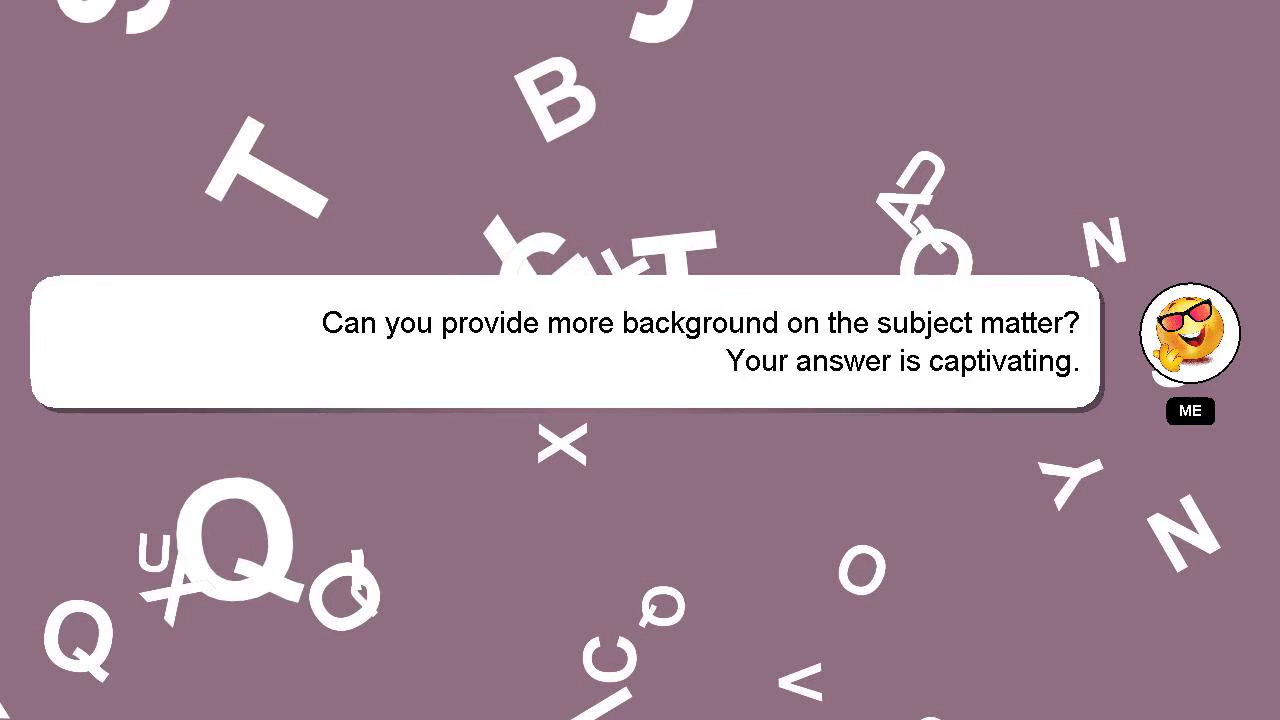 Can you provide more background on the subject matter?
Your answer is captivating.
ME
T
B
A
U
Q
N
T
X
Y
N
Q
U
Q
Q
O
Q
C
V